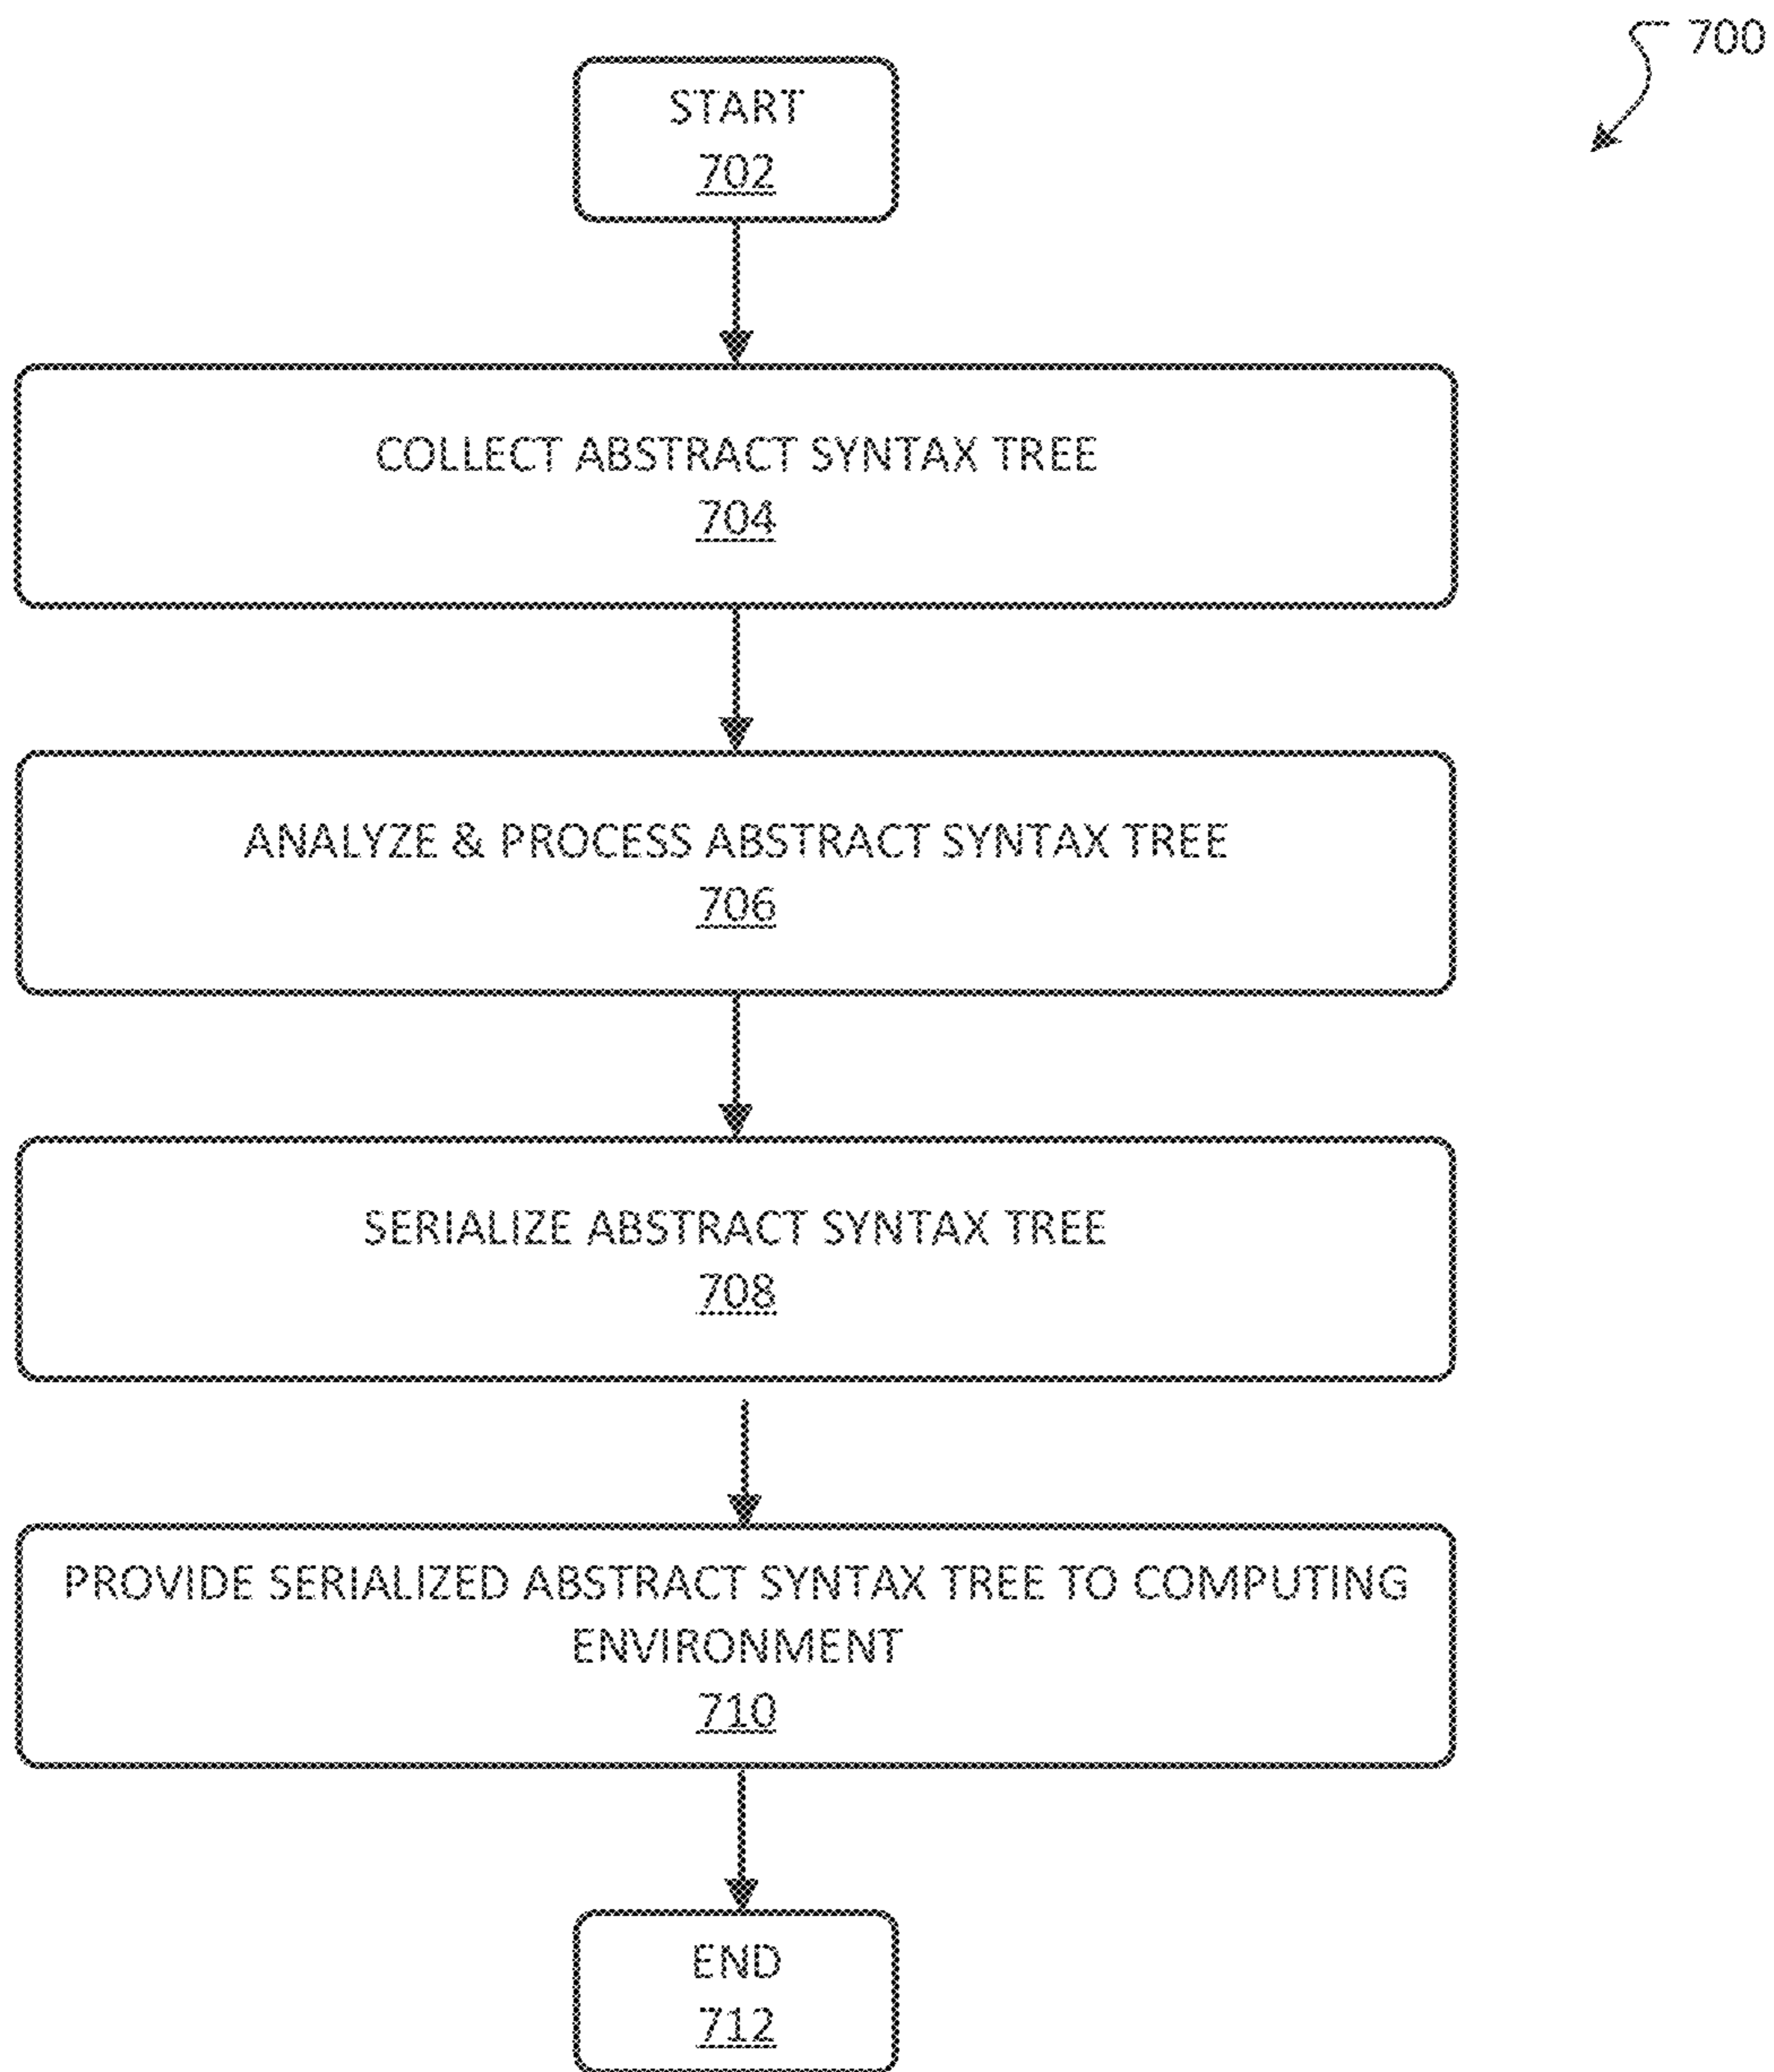 700
START
702
COLLECT ABSTRACT SYNTAX TREE
704
ANALYZE & PROCESS ABSTRACT SYNTAX TREE
706
SERIALIZE ABSTRACT SYNTAX TREE
708
PROVIDE SERIALIZED ABSTRACT SYNTAX TREE TO COMPUTING
ENVIRONMENT
710
END
712